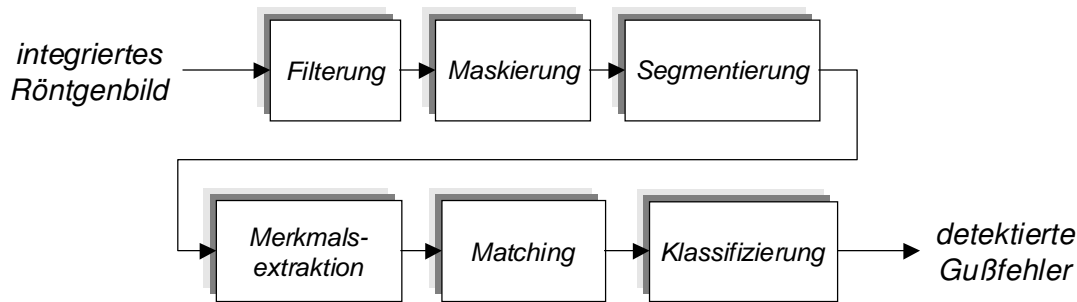 integriertes
Röntgenbild
Filterung
Maskierung
Segmentierung
Merkmals-
extraktion
Matching
Klassifizierung
detektierte
Gußfehler